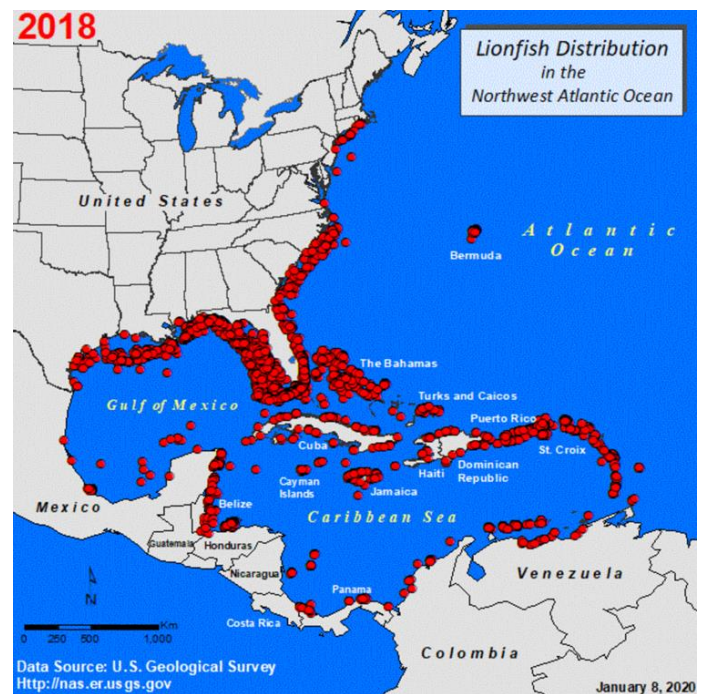 2018
Lionfish Distribution
in the
Northwest Atlantic Ocean
United States
Atlantic
Ocean
Bermuda
The Bahamas
Gulf of Mexico
Turks and Caicos
Puerto Rico
Cuba
St. Croix
Haiti
Dominican
Republic
Cayman
Islands
Jamaica
Mexico
Belize
Caribbean Sea
Guatemala
Honduras
Nicaragua
Venezuela
Panama
N
Costa Rica
Km
0 250 500 1,000
Colombia
Data Source: U.S. Geological Survey
Http://nas.er.usgs.gov
January 8, 2020